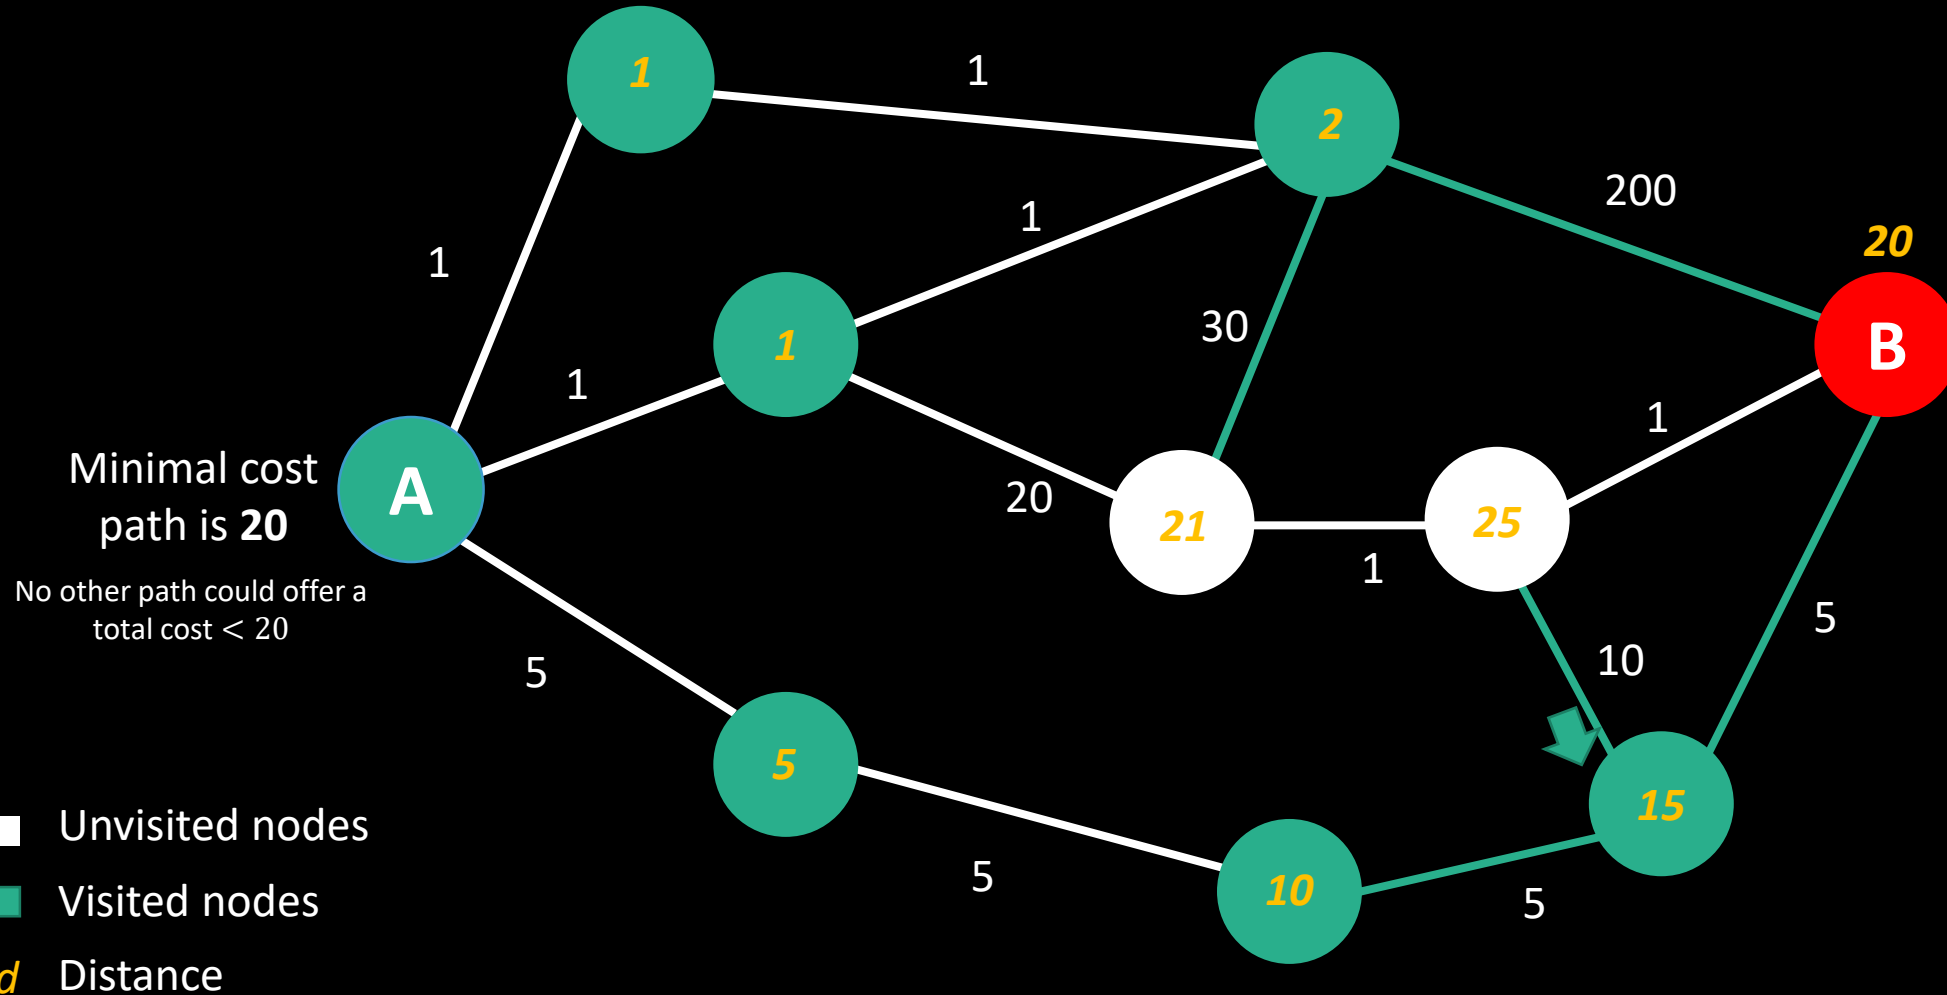 1
1
2
1
200
1
20
1
30
B
1
1
Minimal cost
path is 20
A
20
21
25
1
No other path could offer a
total cost < 20
5
10
5
5
15
Unvisited nodes
5
10
5
Visited nodes
d Distance